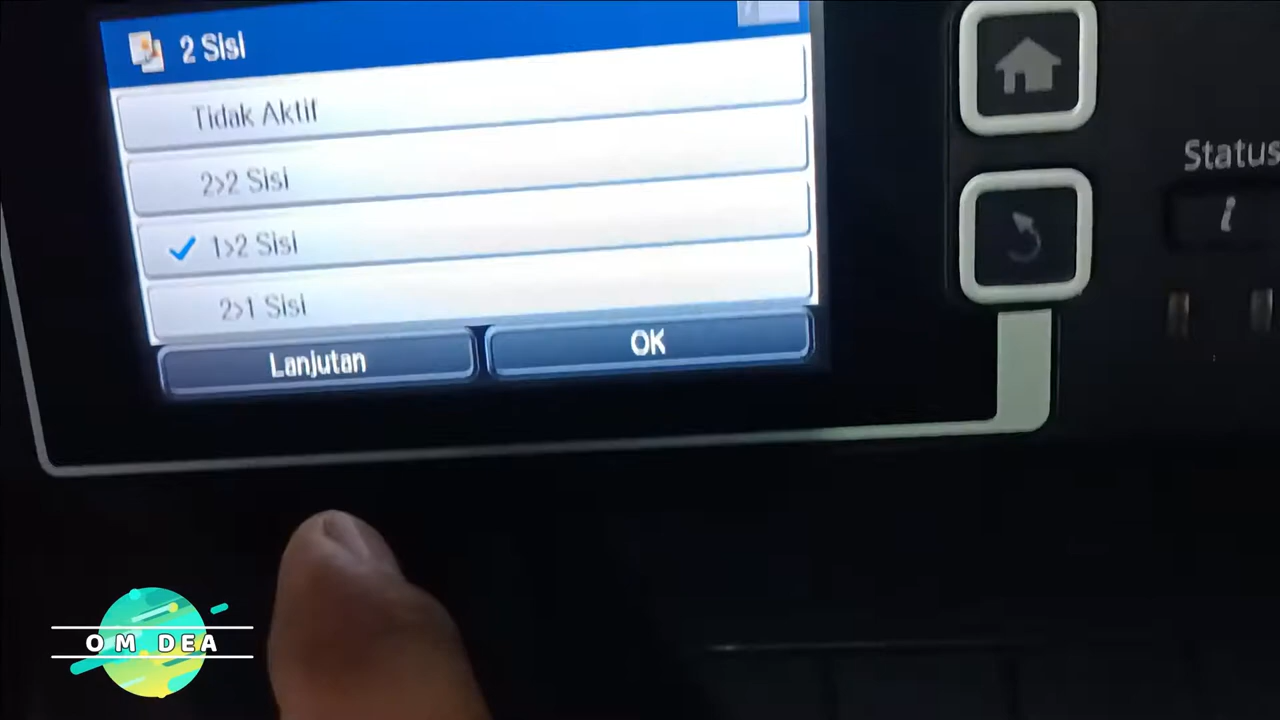 2 Sisi
Tidak Aktif
2>2 Sisi
1>2 Sisi
2>1 Sisi
Lanjutan
OK
Status
i
OM DEA